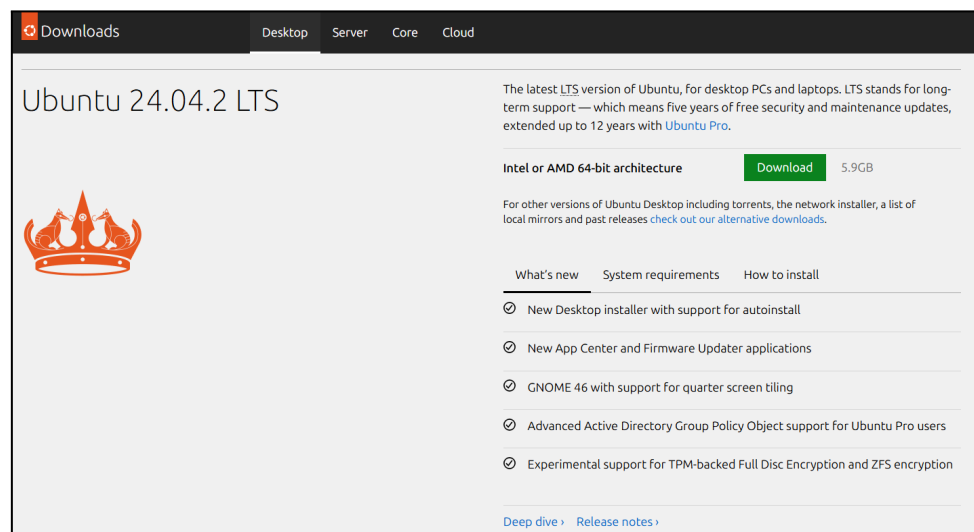 Downloads
Desktop Server Core Cloud
Ubuntu 24.04.2 LTS
The latest LTS version of Ubuntu, for desktop PCs and laptops. LTS stands for long-
term support — which means five years of free security and maintenance updates,
extended up to 12 years with Ubuntu Pro.
Intel or AMD 64-bit architecture
Download 5.9GB
For other versions of Ubuntu Desktop including torrents, the network installer, a list of
local mirrors and past releases check out our alternative downloads.
What's new System requirements How to install
New Desktop installer with support for autoinstall
New App Center and Firmware Updater applications
GNOME 46 with support for quarter screen tiling
Advanced Active Directory Group Policy Object support for Ubuntu Pro users
Experimental support for TPM-backed Full Disc Encryption and ZFS encryption
Deep dive › Release notes ›